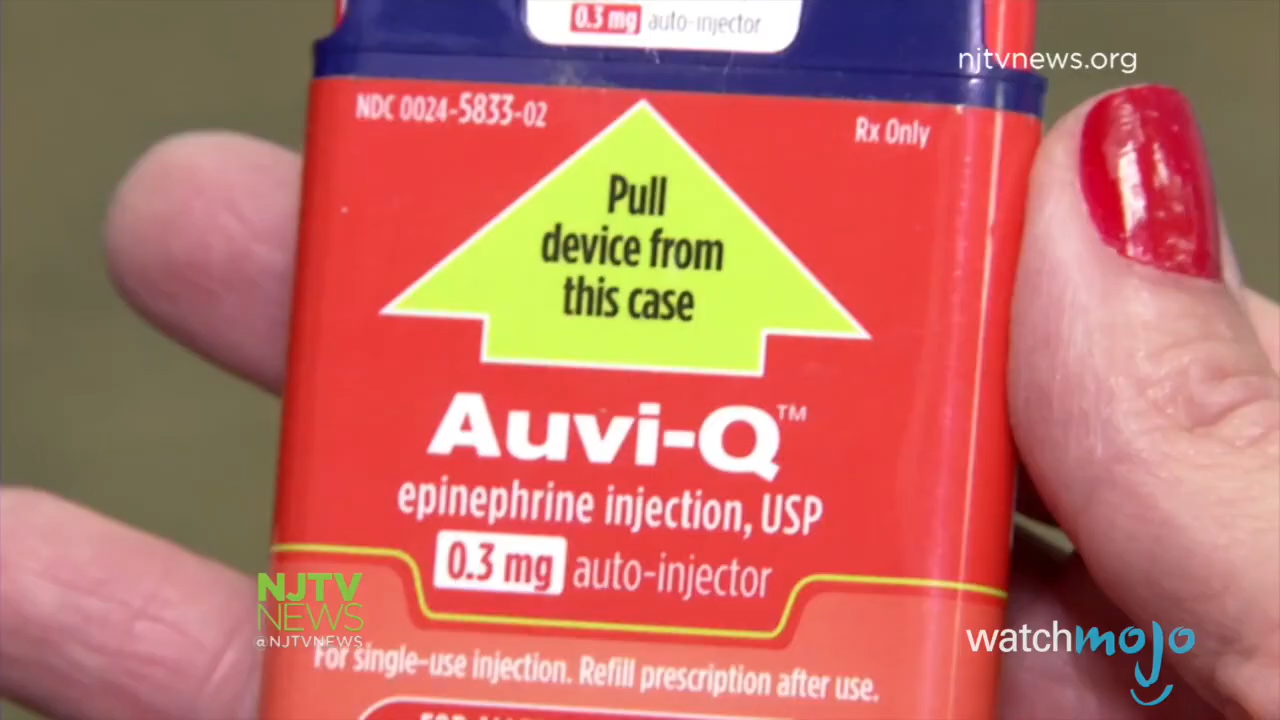 0.3 mg auto-injector
njtvnews.org
NDC 0024-5833-02
Rx Only
Pull
device from
this case
Auvi-Q™
epinephrine injection, USP
0.3 mg auto-injector
NJTV
NEWS
@NJTVNEWS
watchmojo
For single-use injection. Refill prescription after use.